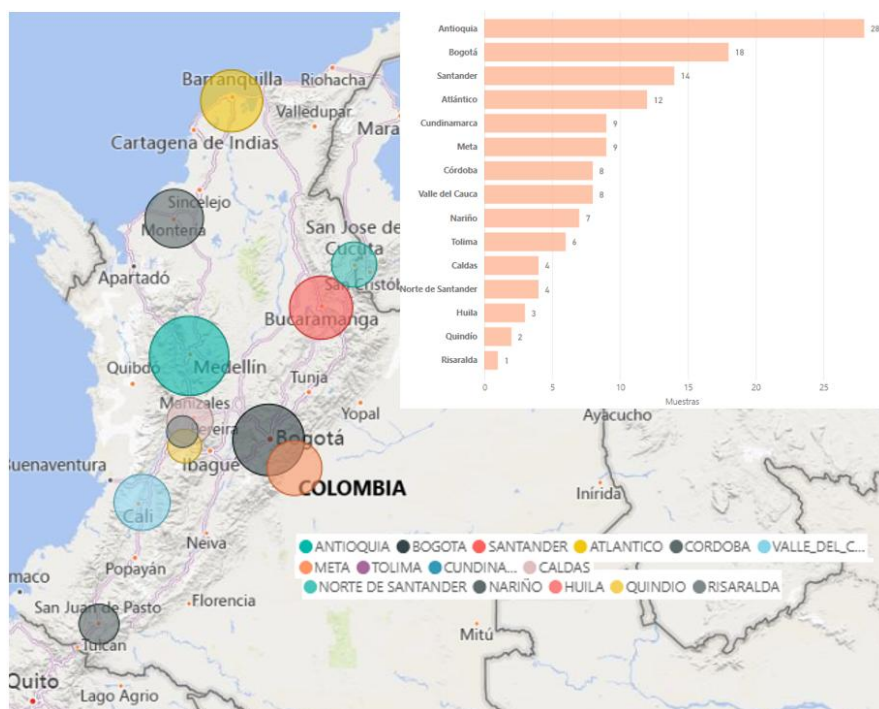 Antioquia 28
Bogotá 18
Santander 14
Atlántico 12
Cundinamarca 9
Meta 9
Córdoba 8
Valle del Cauca 8
Nariño 7
Tolima 6
Caldas 4
Norte de Santander 4
Huila 3
Quindío 2
Risaralda 1
0 5 10 15 20 25
Muestras
Barranquilla
Riohacha
Valledupar
Cartagena de Indias
Mara
Sincelejo
Montería
San Jose de
Cucuta
San Cristób
Apartadó
Bucaramanga
Medellín
Quibdó
Tunja
Manizales
Yopal
Pereira
Bogotá
Ayacucho
Buenaventura
Ibagué
COLOMBIA
Inírida
Cali
Neiva
ANTIOQUIA BOGOTA SANTANDER ATLANTICO CORDOBA VALLE_DEL_C...
META TOLIMA CUNDINA... CALDAS
NORTE DE SANTANDER NARIÑO HUILA QUINDIO RISARALDA
Popayán
maco
San Juan de Pasto
Florencia
Mitú
Tulcán
Quito
Lago Agrio